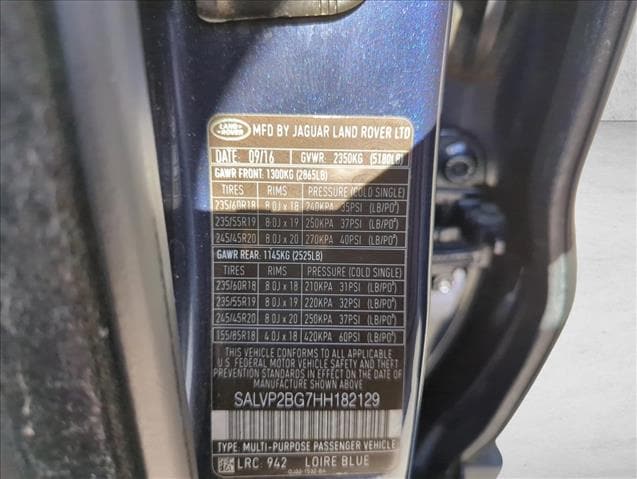 LAND ROVER MFD BY JAGUAR LAND ROVER LTD
DATE: 09/16 GVWR: 2350KG (5180LB)
GAWR FRONT: 1300KG (2865LB)
TIRES RIMS PRESSURE (COLD SINGLE)
235/60R18 8.0J x 18 240KPA 35PSI (LB/PO²)
235/55R19 8.0J x 19 250KPA 37PSI (LB/PO²)
245/45R20 8.0J x 20 270KPA 40PSI (LB/PO²)
GAWR REAR: 1145KG (2525LB)
TIRES RIMS PRESSURE (COLD SINGLE)
235/60R18 8.0J x 18 210KPA 31PSI (LB/PO²)
235/55R19 8.0J x 19 220KPA 32PSI (LB/PO²)
245/45R20 8.0J x 20 250KPA 37PSI (LB/PO²)
155/85R18 4.0J x 18 420KPA 60PSI (LB/PO²)
THIS VEHICLE CONFORMS TO ALL APPLICABLE
U.S. FEDERAL MOTOR VEHICLE SAFETY AND THEFT
PREVENTION STANDARDS IN EFFECT ON THE DATE
OF MANUFACTURE SHOWN ABOVE.
SALVP2BG7HH182129
TYPE: MULTI-PURPOSE PASSENGER VEHICLE
LRC: 942 LOIRE BLUE